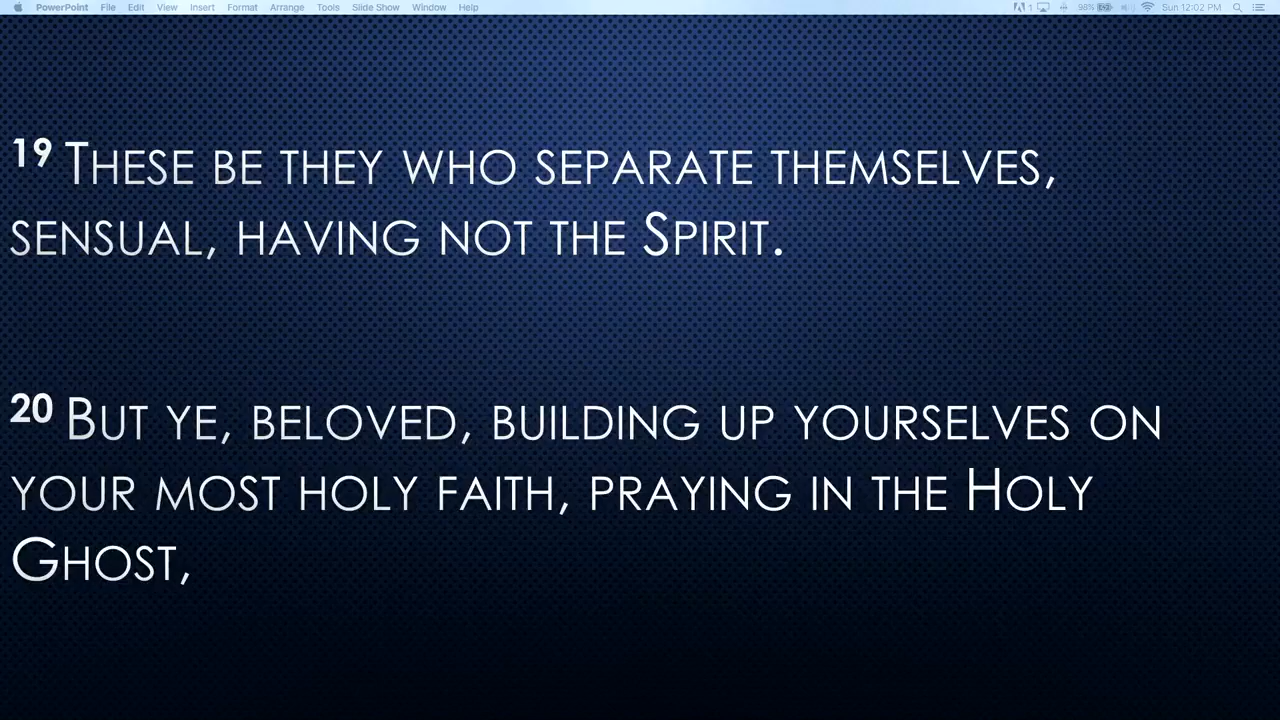 PowerPoint File Edit View Insert Format Arrange Tools Slide Show Window Help 1 98% Sun 12:02 PM
19 These be they who separate themselves,
sensual, having not the Spirit.
20 But ye, beloved, building up yourselves on
your most holy faith, praying in the Holy
Ghost,